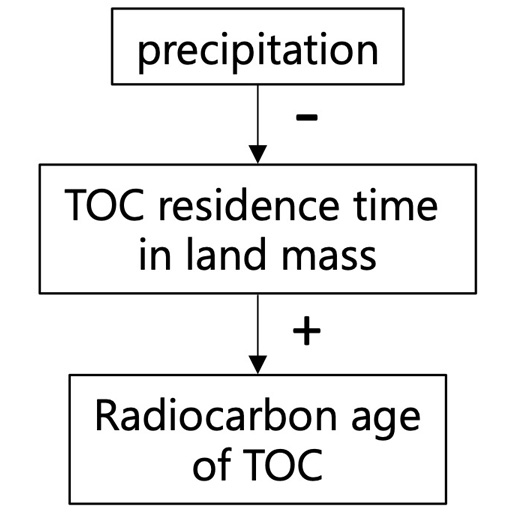 precipitation
-
TOC residence time
in land mass
+
Radiocarbon age
of TOC